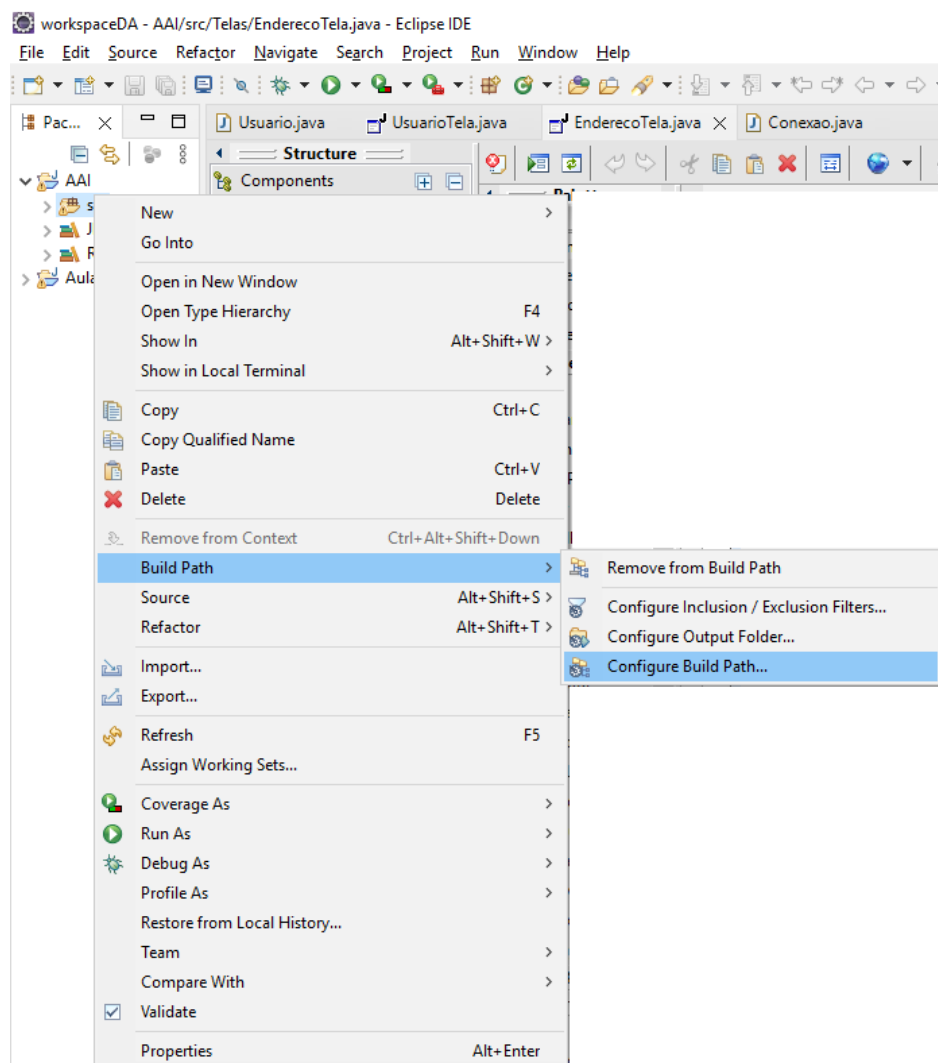 workspaceDA - AAI/src/Telas/EnderecoTela.java - Eclipse IDE
File Edit Source Refactor Navigate Search Project Run Window Help
Pac... Usuario.java UsuarioTela.java EnderecoTela.java Conexao.java
Structure
AAI Components
s
J
R
Aula
New
Go Into
Open in New Window
Open Type Hierarchy F4
Show In Alt+Shift+W >
Show in Local Terminal
Copy Ctrl+C
Copy Qualified Name
Paste Ctrl+V
Delete Delete
Remove from Context Ctrl+Alt+Shift+Down
Build Path Remove from Build Path
Source Alt+Shift+S > Configure Inclusion / Exclusion Filters...
Refactor Alt+Shift+T > Configure Output Folder...
Import... Configure Build Path...
Export...
Refresh F5
Assign Working Sets...
Coverage As
Run As
Debug As
Profile As
Restore from Local History...
Team
Compare With
Validate
Properties Alt+Enter